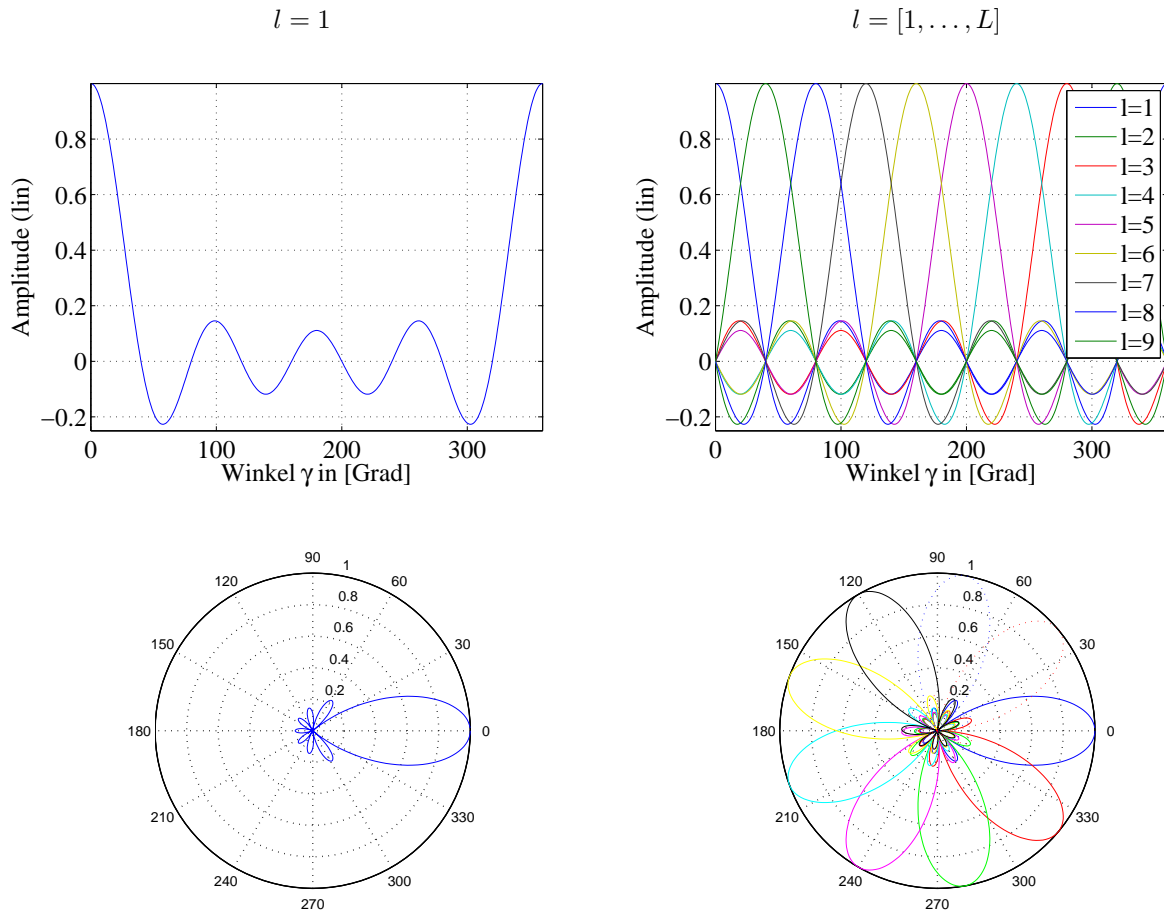 l = 1
l = [1, . . . , L]
0.8
0.6
0.4
0.2
0
−0.2
Amplitude (lin)
0 100 200 300
Winkel γ in [Grad]
0.8
0.6
0.4
0.2
0
−0.2
Amplitude (lin)
0 100 200 300
Winkel γ in [Grad]
l=1
l=2
l=3
l=4
l=5
l=6
l=7
l=8
l=9
90
1
120
60
0.8
0.6
150
30
0.4
0.2
180
0
210
330
240
300
270
90
1
120
60
0.8
0.6
150
30
0.4
0.2
180
0
210
330
240
300
270